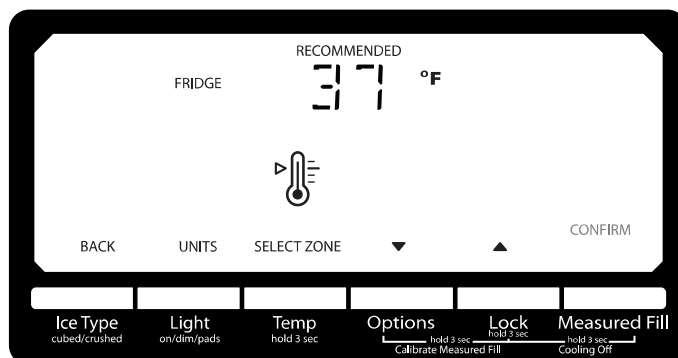 RECOMMENDED
FRIDGE 37 °F
BACK UNITS SELECT ZONE CONFIRM
Ice Type Light Temp Options Lock Measured Fill
cubed/crushed on/dim/pads hold 3 sec hold 3 sec hold 3 sec hold 3 sec
Calibrate Measured Fill Cooling Off